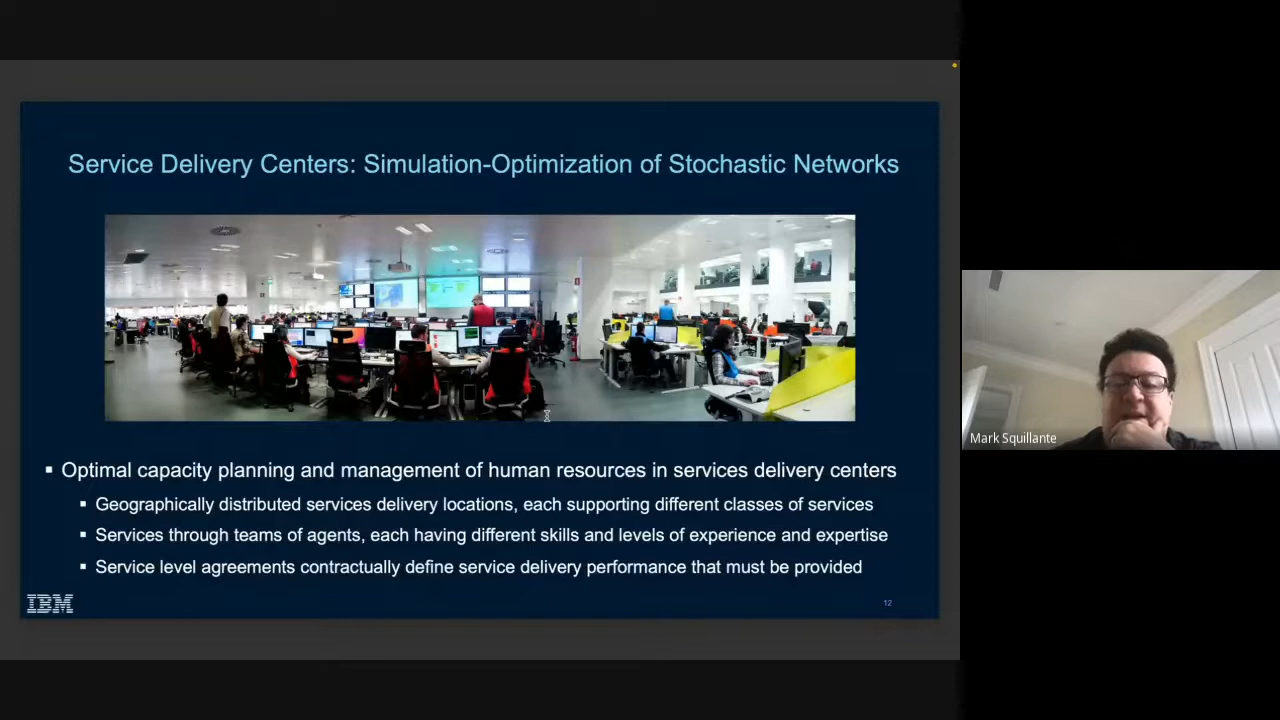 Service Delivery Centers: Simulation-Optimization of Stochastic Networks
▪ Optimal capacity planning and management of human resources in services delivery centers
▪ Geographically distributed services delivery locations, each supporting different classes of services
▪ Services through teams of agents, each having different skills and levels of experience and expertise
▪ Service level agreements contractually define service delivery performance that must be provided
IBM
12
Mark Squillante